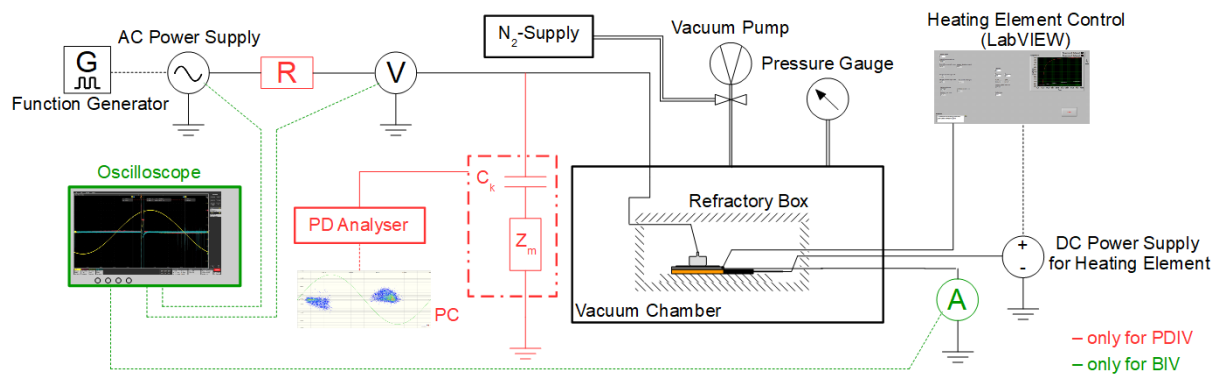 G
Function Generator
AC Power Supply
R
V
N2-Supply
Vacuum Pump
Pressure Gauge
Heating Element Control
(LabVIEW)
Oscilloscope
PD Analyser
PC
Ck
Zm
Refractory Box
Vacuum Chamber
+
-
DC Power Supply
for Heating Element
A
– only for PDIV
– only for BIV